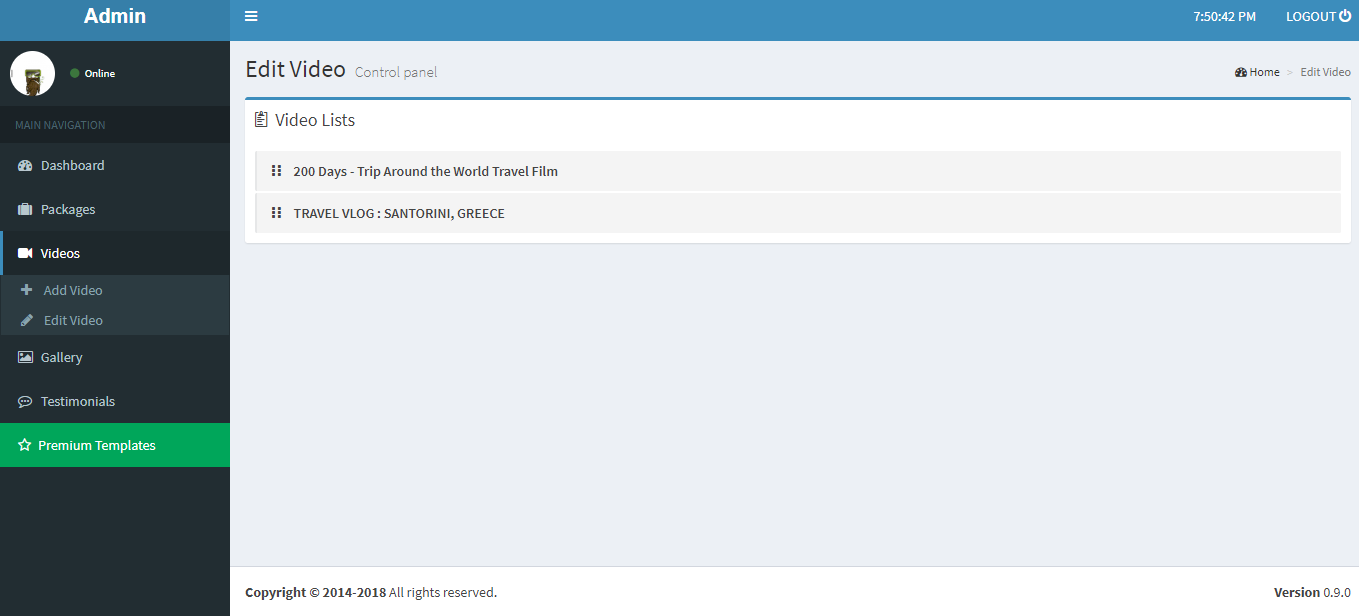 Admin
7:50:42 PM LOGOUT
Online
Edit Video Control panel
Home > Edit Video
MAIN NAVIGATION
Video Lists
Dashboard
200 Days - Trip Around the World Travel Film
Packages
TRAVEL VLOG : SANTORINI, GREECE
Videos
Add Video
Edit Video
Gallery
Testimonials
Premium Templates
Copyright © 2014-2018 All rights reserved.
Version 0.9.0